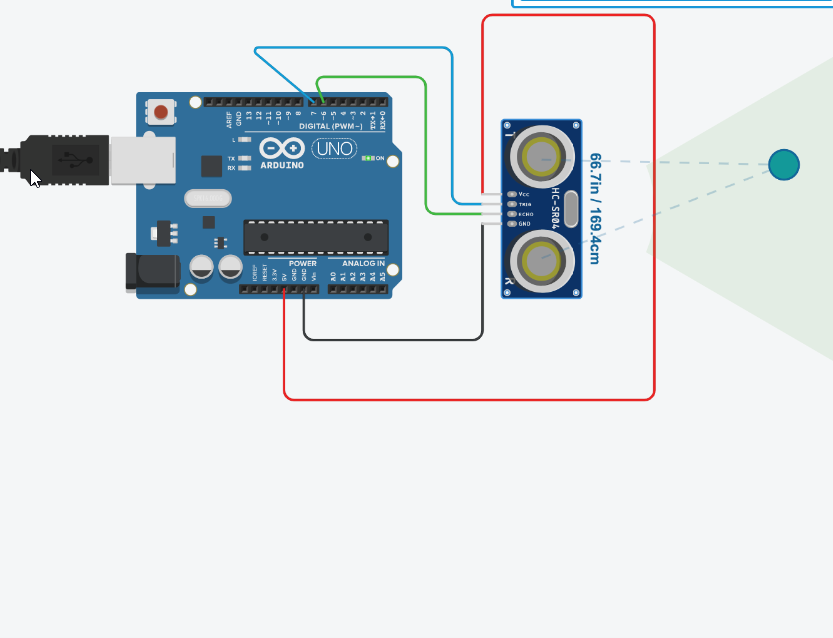 AREF
GND
13
12
~11
~10
~9
8
7
~6
~5
4
~3
2
TX→1
RX←0
DIGITAL (PWM~)
L
TX
RX
ARDUINO
UNO
ON
POWER
ANALOG IN
IOREF
RESET
3.3V
5V
GND
GND
Vin
A0
A1
A2
A3
A4
A5
T
Vcc
TRIG
ECHO
GND
HC-SR04
R
66.7in / 169.4cm